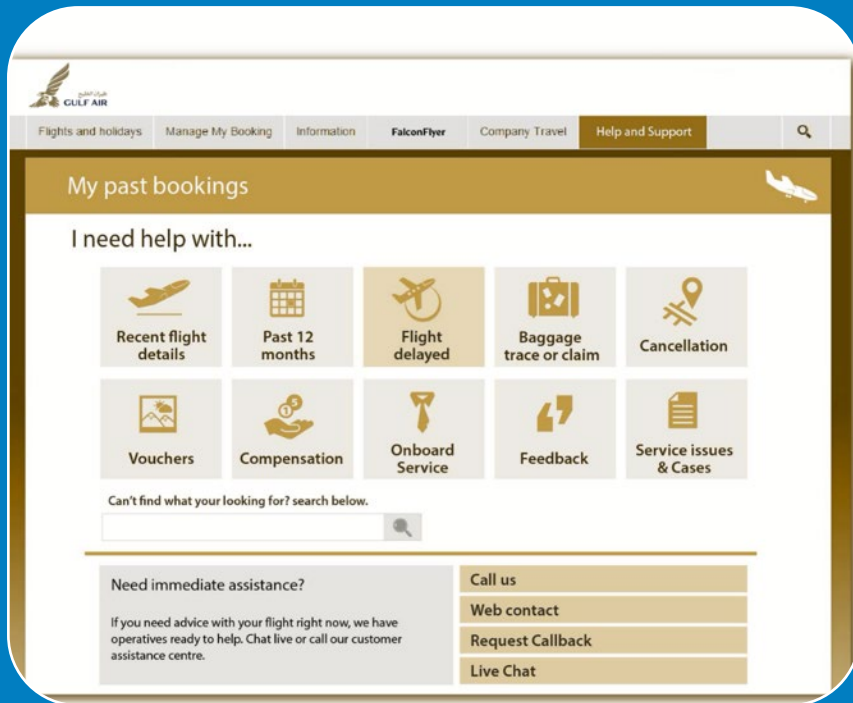 طيران الخليج
GULF AIR
Flights and holidays
Manage My Booking
Information
FalconFlyer
Company Travel
Help and Support
My past bookings
I need help with...
Recent flight
details
Past 12
months
Flight
delayed
Baggage
trace or claim
Cancellation
Vouchers
Compensation
Onboard
Service
Feedback
Service issues
& Cases
Can't find what your looking for? search below.
Need immediate assistance?
If you need advice with your flight right now, we have
operatives ready to help. Chat live or call our customer
assistance centre.
Call us
Web contact
Request Callback
Live Chat